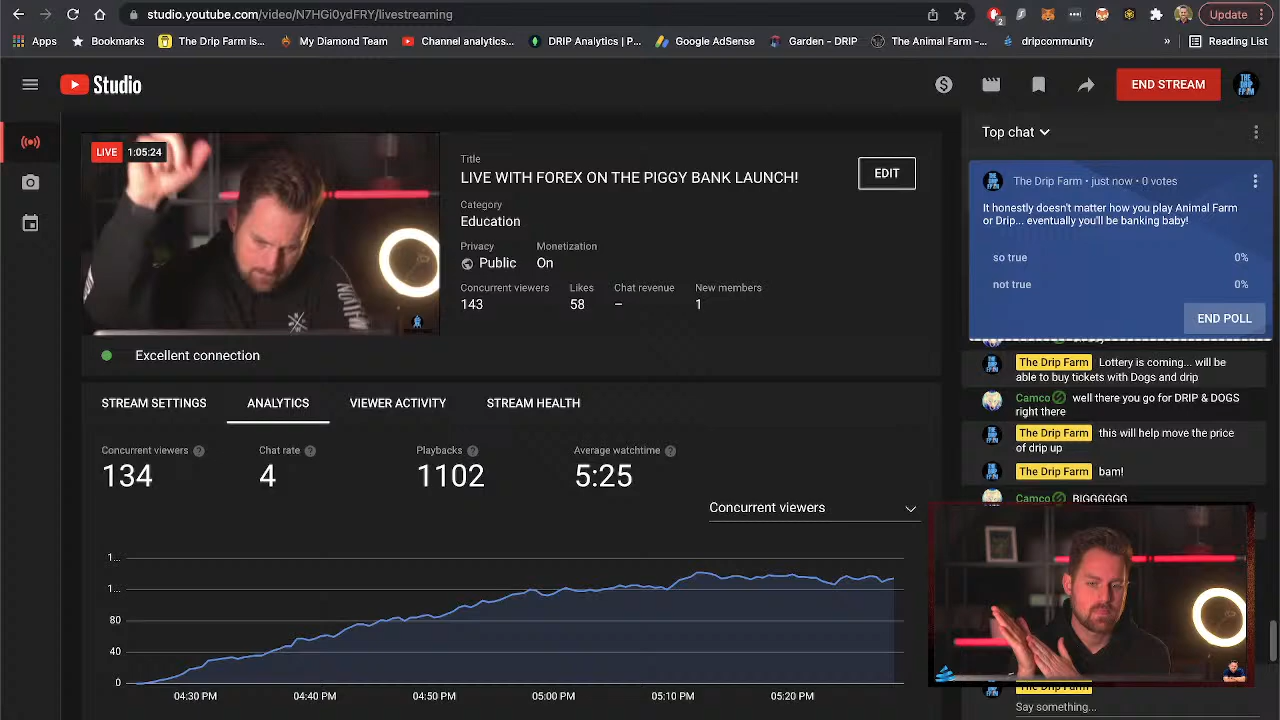 studio.youtube.com/video/N7HGi0ydFRY/livestreaming
2
Update
Apps
Bookmarks
The Drip Farm is...
My Diamond Team
Channel analytics...
DRIP Analytics | P...
Google AdSense
Garden - DRIP
The Animal Farm -...
dripcommunity
»
Reading List
Studio
END STREAM
Top chat
LIVE 1:05:24
Title
LIVE WITH FOREX ON THE PIGGY BANK LAUNCH!
EDIT
Category
Education
Privacy
Monetization
Public
On
Concurrent viewers
Likes
Chat revenue
New members
143
58
–
1
Excellent connection
STREAM SETTINGS
ANALYTICS
VIEWER ACTIVITY
STREAM HEALTH
Concurrent viewers
Chat rate
Playbacks
Average watchtime
134
4
1102
5:25
Concurrent viewers
1...
1...
80
40
0
04:30 PM
04:40 PM
04:50 PM
05:00 PM
05:10 PM
05:20 PM
The Drip Farm • just now • 0 votes
It honestly doesn't matter how you play Animal Farm
or Drip... eventually you'll be banking baby!
so true 0%
not true 0%
END POLL
The Drip Farm Lottery is coming... will be
able to buy tickets with Dogs and drip
Camco well there you go for DRIP & DOGS
right there
The Drip Farm this will help move the price
of drip up
The Drip Farm bam!
Camco BIGGGGGG
The Drip Farm
Say something...